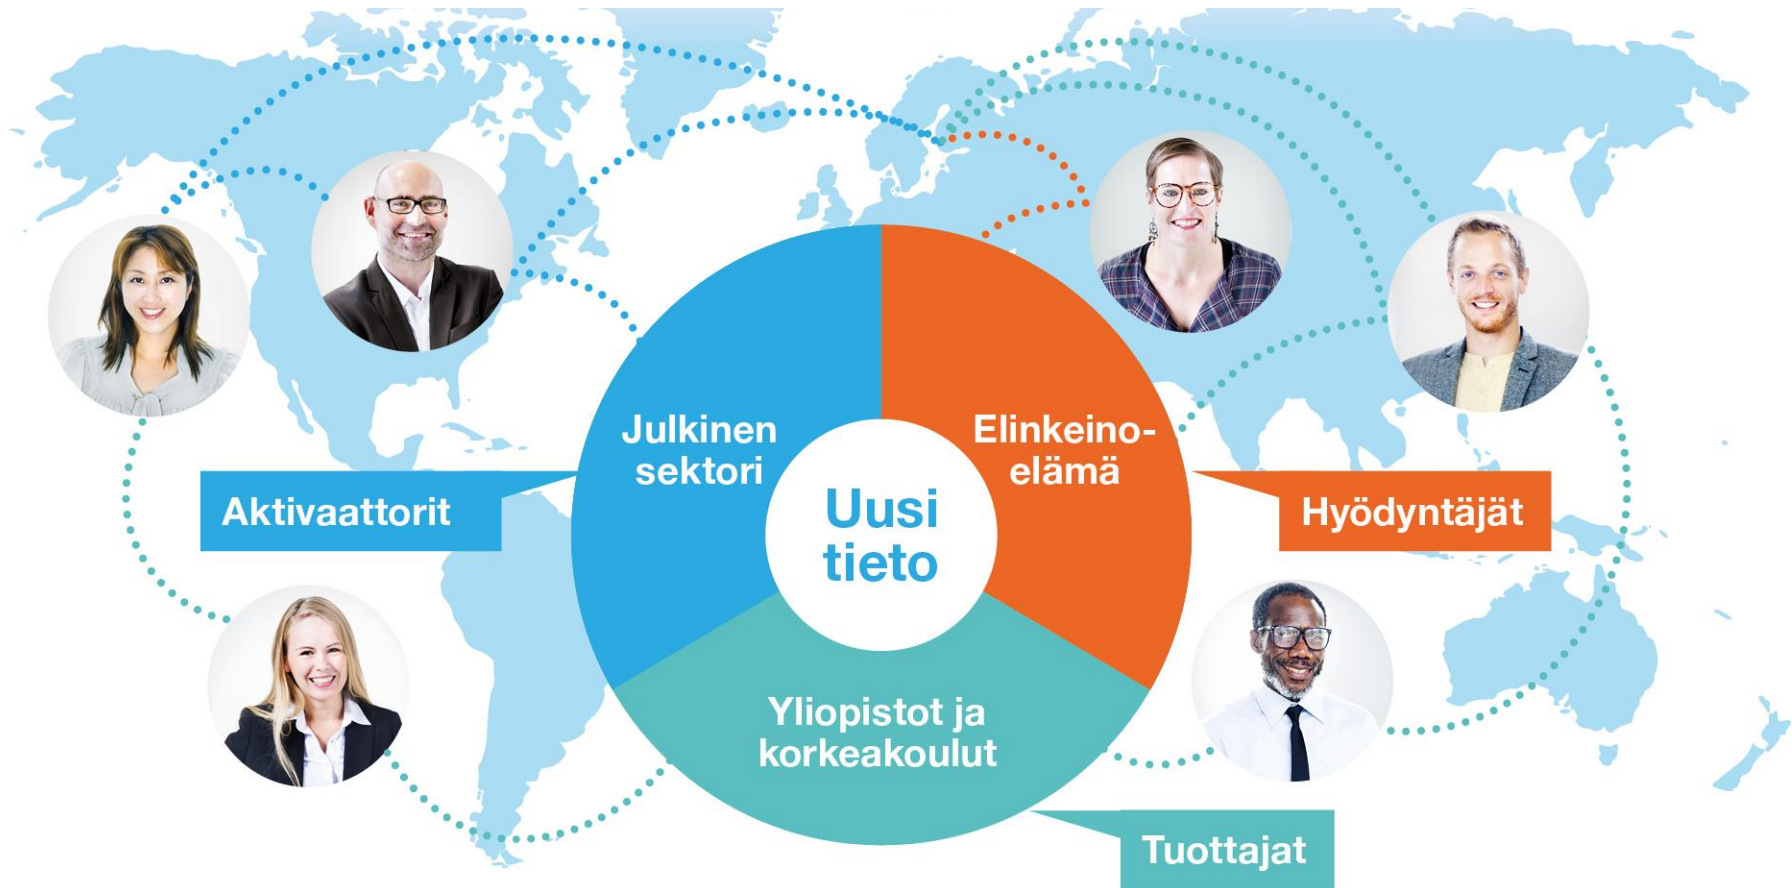 Julkinen
sektori
Elinkeino-
elämä
Aktivaattorit
Uusi
tieto
Hyödyntäjät
Yliopistot ja
korkeakoulut
Tuottajat